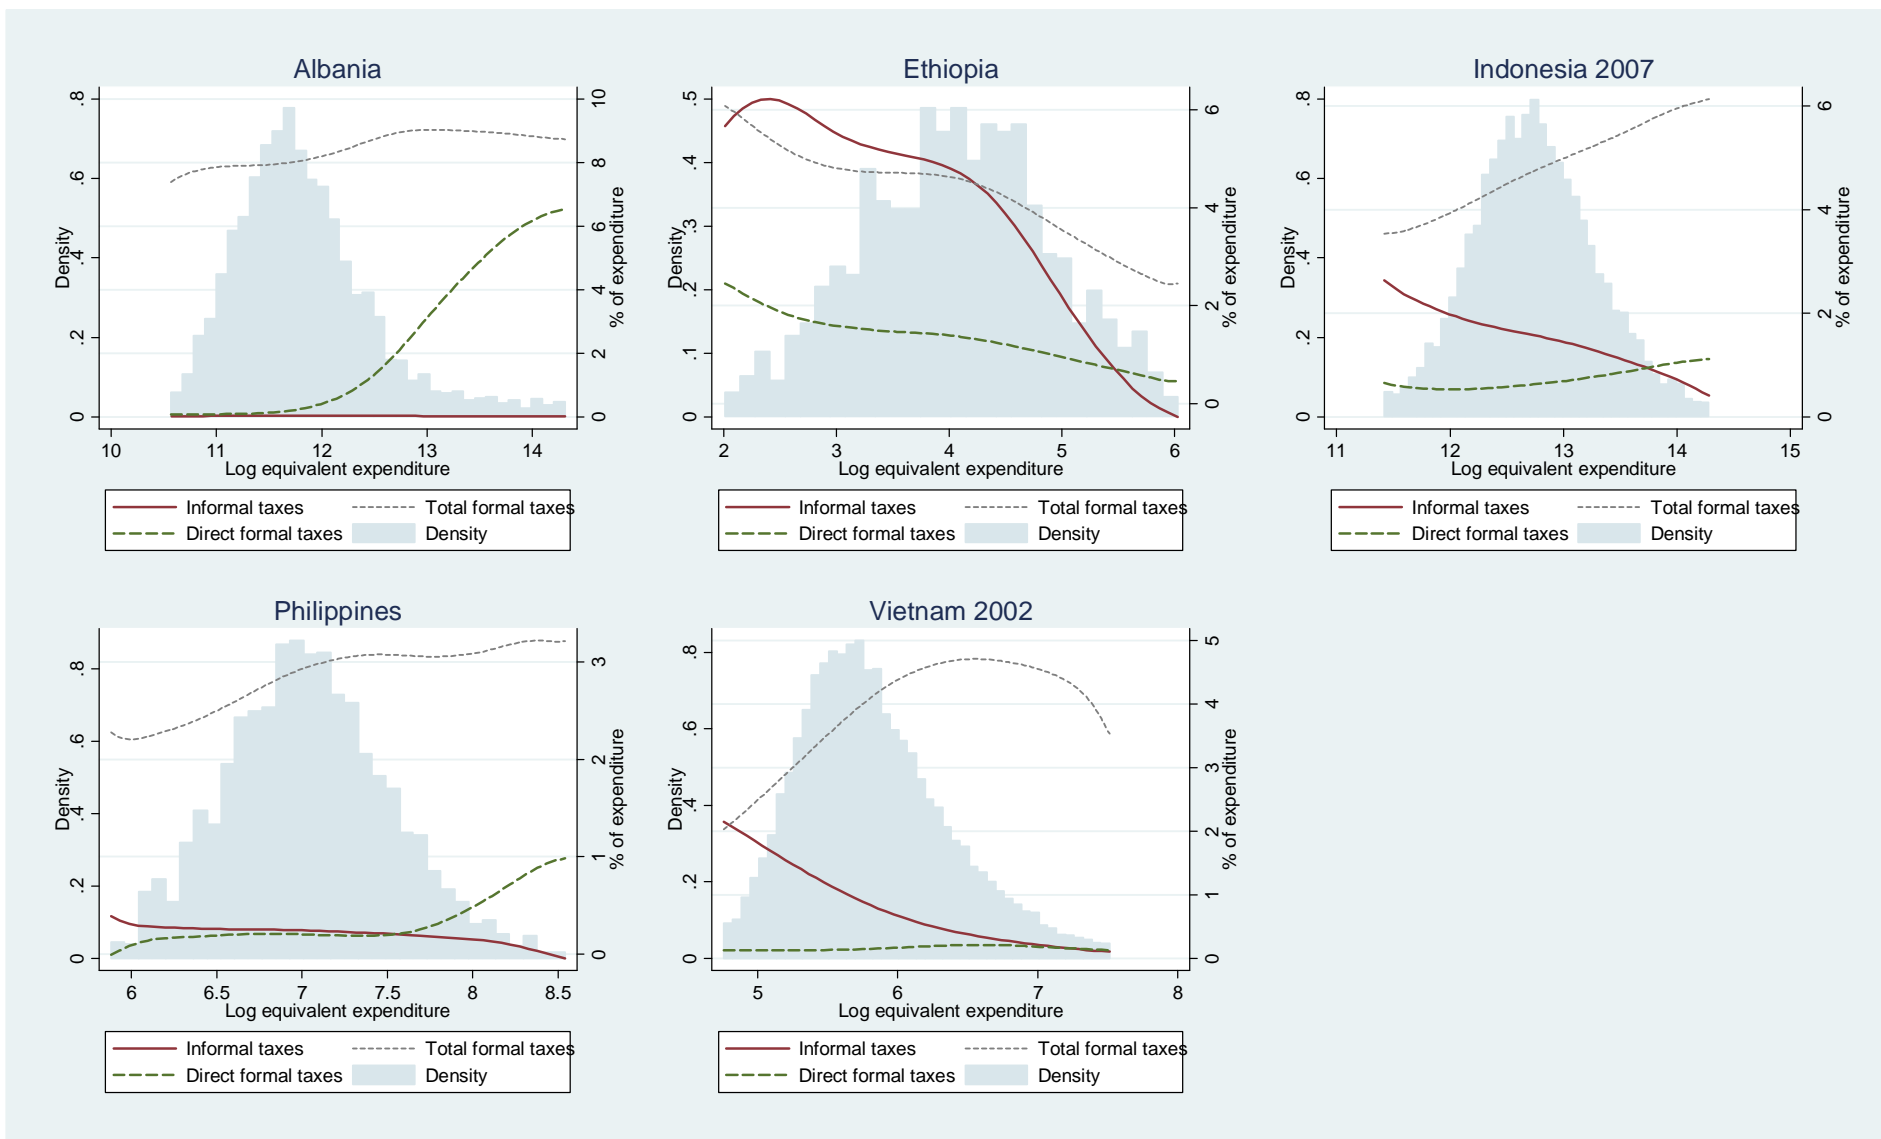 Albania
Density
0 .2 .4 .6 .8
0 2 4 6 8 10
% of expenditure
10 11 12 13 14
Log equivalent expenditure
Informal taxes Total formal taxes
Direct formal taxes Density
Ethiopia
Density
0 .1 .2 .3 .4 .5
0 2 4 6
% of expenditure
2 3 4 5 6
Log equivalent expenditure
Informal taxes Total formal taxes
Direct formal taxes Density
Indonesia 2007
Density
0 .2 .4 .6 .8
0 2 4 6
% of expenditure
11 12 13 14 15
Log equivalent expenditure
Informal taxes Total formal taxes
Direct formal taxes Density
Philippines
Density
0 .2 .4 .6 .8
0 1 2 3
% of expenditure
6 6.5 7 7.5 8 8.5
Log equivalent expenditure
Informal taxes Total formal taxes
Direct formal taxes Density
Vietnam 2002
Density
0 .2 .4 .6 .8
0 1 2 3 4 5
% of expenditure
5 6 7 8
Log equivalent expenditure
Informal taxes Total formal taxes
Direct formal taxes Density